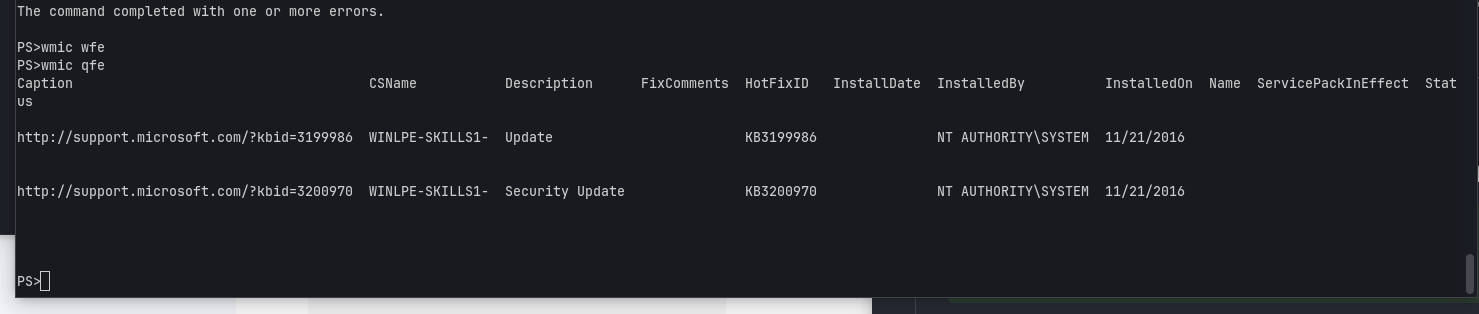 The command completed with one or more errors.
PS>wmic wfe
PS>wmic qfe
Caption CSName Description FixComments HotFixID InstallDate InstalledBy InstalledOn Name ServicePackInEffect Stat
us
http://support.microsoft.com/?kbid=3199986 WINLPE-SKILLS1- Update KB3199986 NT AUTHORITY\SYSTEM 11/21/2016
http://support.microsoft.com/?kbid=3200970 WINLPE-SKILLS1- Security Update KB3200970 NT AUTHORITY\SYSTEM 11/21/2016
PS>